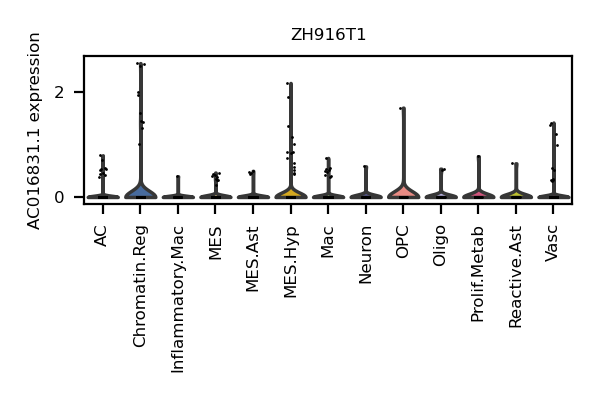 ZH916T1
AC016831.1 expression
2
0
AC
Chromatin.Reg
Inflammatory.Mac
MES
MES.Ast
MES.Hyp
Mac
Neuron
OPC
Oligo
Prolif.Metab
Reactive.Ast
Vasc